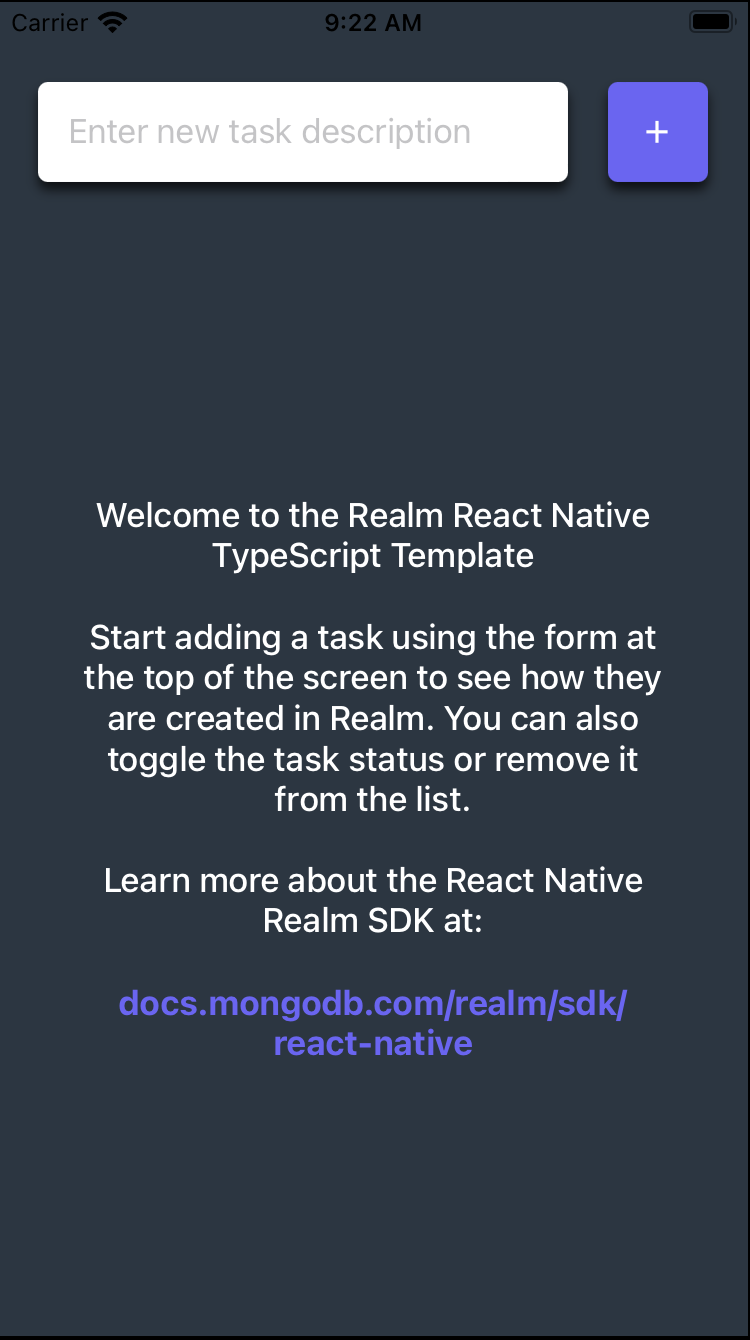 Carrier 9:22 AM
Enter new task description +
Welcome to the Realm React Native
TypeScript Template
Start adding a task using the form at
the top of the screen to see how they
are created in Realm. You can also
toggle the task status or remove it
from the list.
Learn more about the React Native
Realm SDK at:
docs.mongodb.com/realm/sdk/
react-native